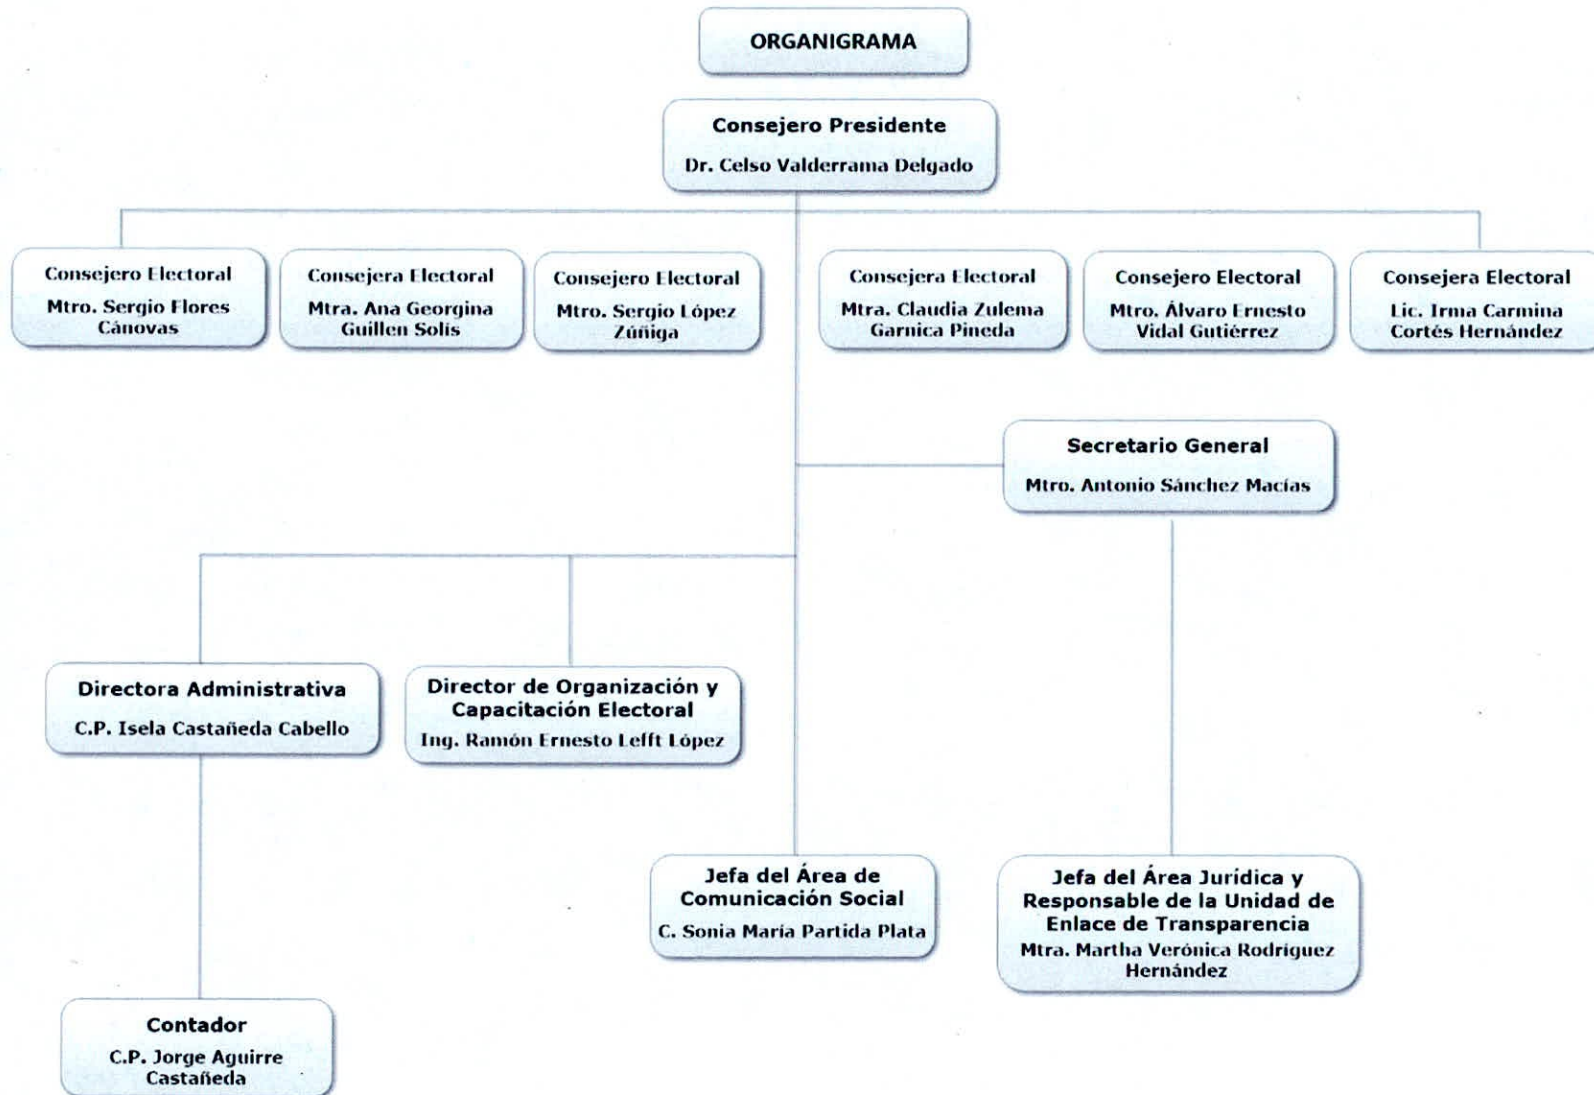 ORGANIGRAMA
Consejero Presidente
Dr. Celso Valderrama Delgado
Consejero Electoral
Mtro. Sergio Flores
Cánovas
Consejera Electoral
Mtra. Ana Georgina
Guillen Solís
Consejero Electoral
Mtro. Sergio López
Zúñiga
Consejera Electoral
Mtra. Claudia Zulema
Garnica Pineda
Consejero Electoral
Mtro. Álvaro Ernesto
Vidal Gutiérrez
Consejera Electoral
Lic. Irma Carmina
Cortés Hernández
Secretario General
Mtro. Antonio Sánchez Macías
Directora Administrativa
C.P. Isela Castañeda Cabello
Director de Organización y
Capacitación Electoral
Ing. Ramón Ernesto Lefft López
Jefa del Área de
Comunicación Social
C. Sonia María Partida Plata
Jefa del Área Jurídica y
Responsable de la Unidad de
Enlace de Transparencia
Mtra. Martha Verónica Rodríguez
Hernández
Contador
C.P. Jorge Aguirre
Castañeda